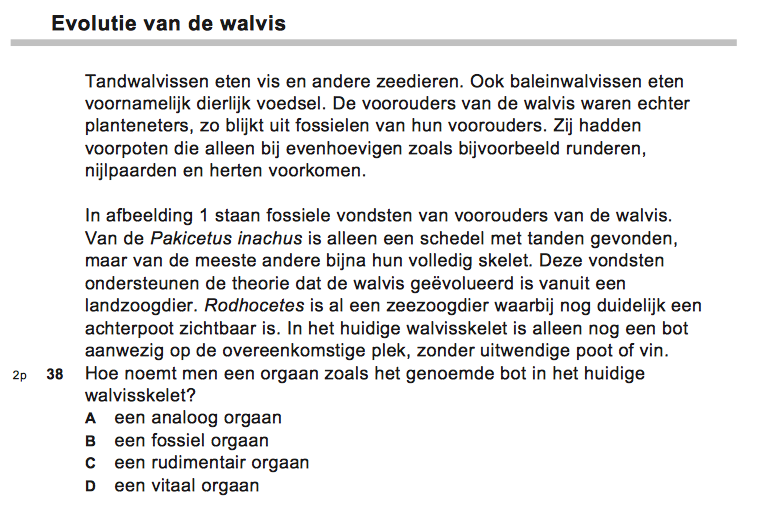 Evolutie van de walvis
Tandwalvissen eten vis en andere zeedieren. Ook baleinwalvissen eten
voornamelijk dierlijk voedsel. De voorouders van de walvis waren echter
planteneters, zo blijkt uit fossielen van hun voorouders. Zij hadden
voorpoten die alleen bij evenhoevigen zoals bijvoorbeeld runderen,
nijlpaarden en herten voorkomen.
In afbeelding 1 staan fossiele vondsten van voorouders van de walvis.
Van de Pakicetus inachus is alleen een schedel met tanden gevonden,
maar van de meeste andere bijna hun volledig skelet. Deze vondsten
ondersteunen de theorie dat de walvis geëvolueerd is vanuit een
landzoogdier. Rodhocetes is al een zeezoogdier waarbij nog duidelijk een
achterpoot zichtbaar is. In het huidige walvisskelet is alleen nog een bot
aanwezig op de overeenkomstige plek, zonder uitwendige poot of vin.
2p 38 Hoe noemt men een orgaan zoals het genoemde bot in het huidige
walvisskelet?
A een analoog orgaan
B een fossiel orgaan
C een rudimentair orgaan
D een vitaal orgaan